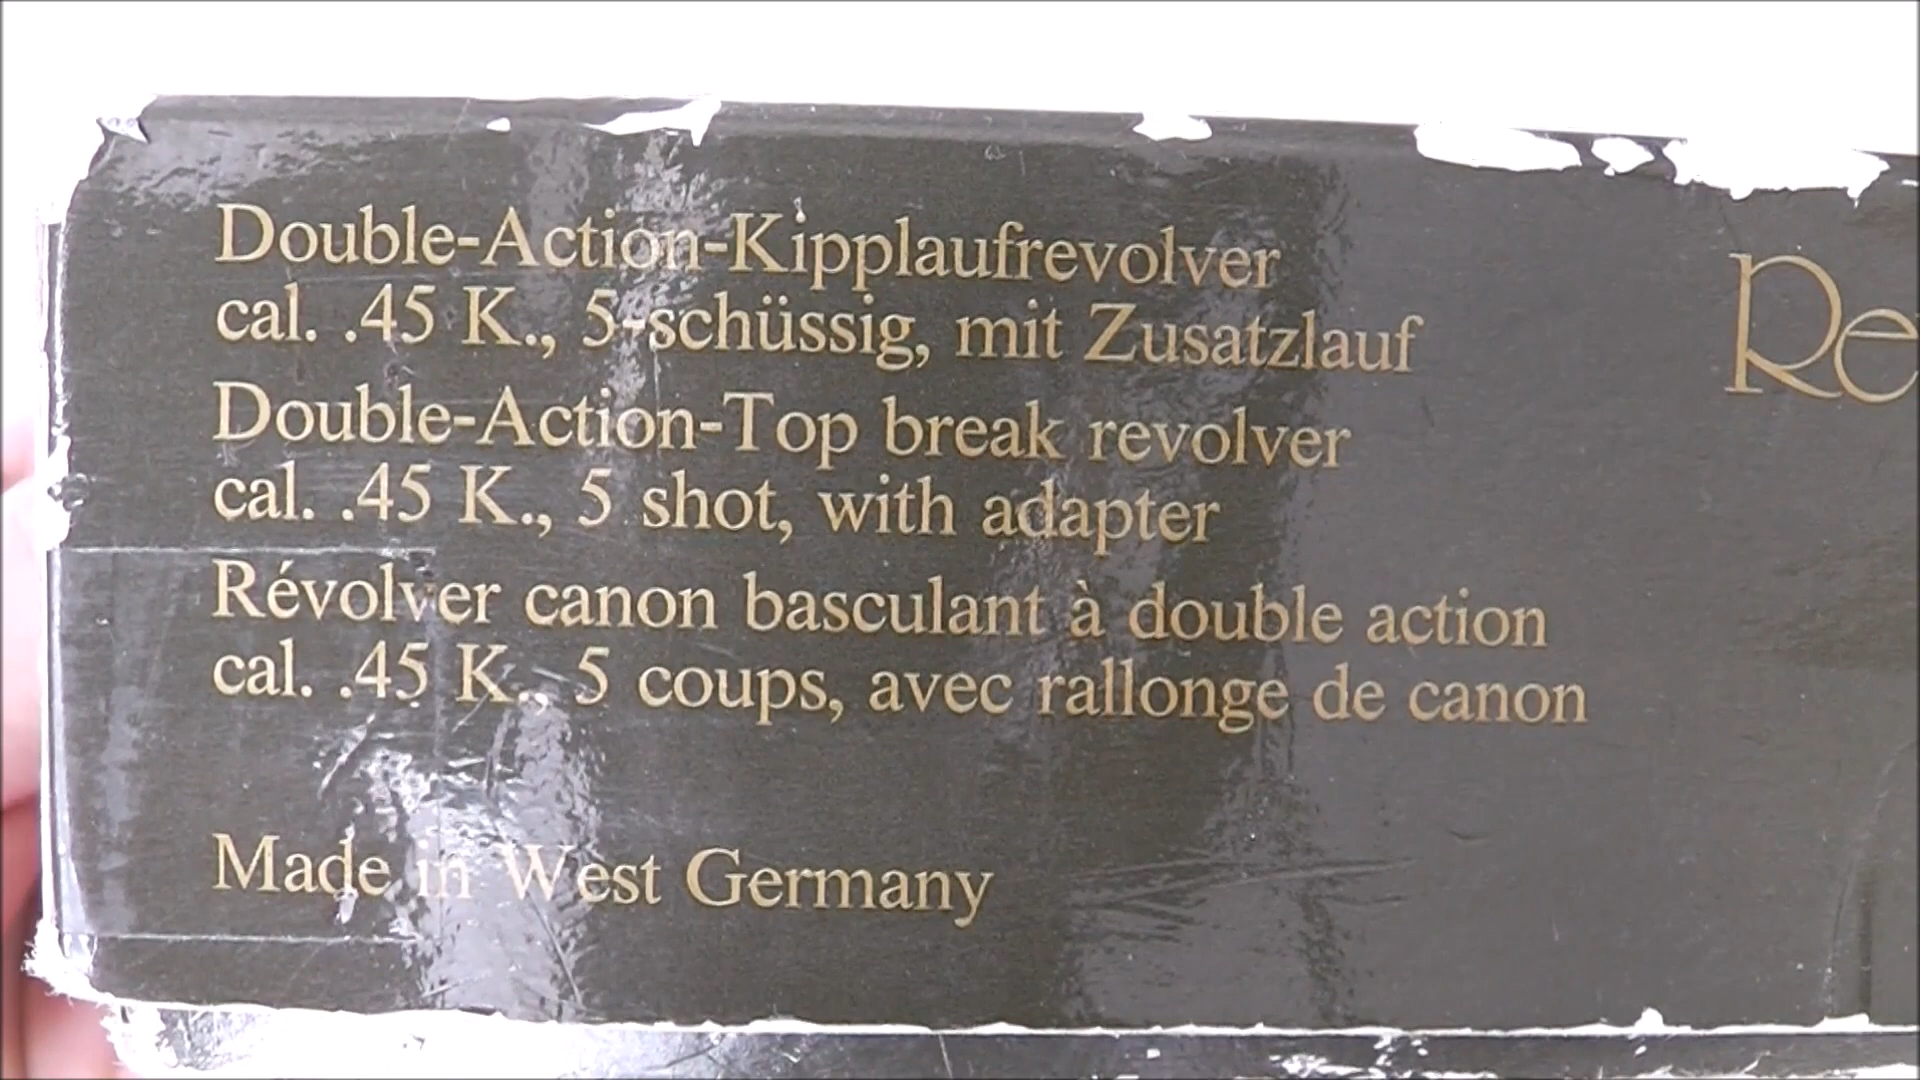 Double-Action-Kipplaufrevolver
cal. .45 K., 5-schüssig, mit Zusatzlauf
Double-Action-Top break revolver
cal. .45 K., 5 shot, with adapter
Révolver canon basculant à double action
cal. .45 K., 5 coups, avec rallonge de canon
Made in West Germany